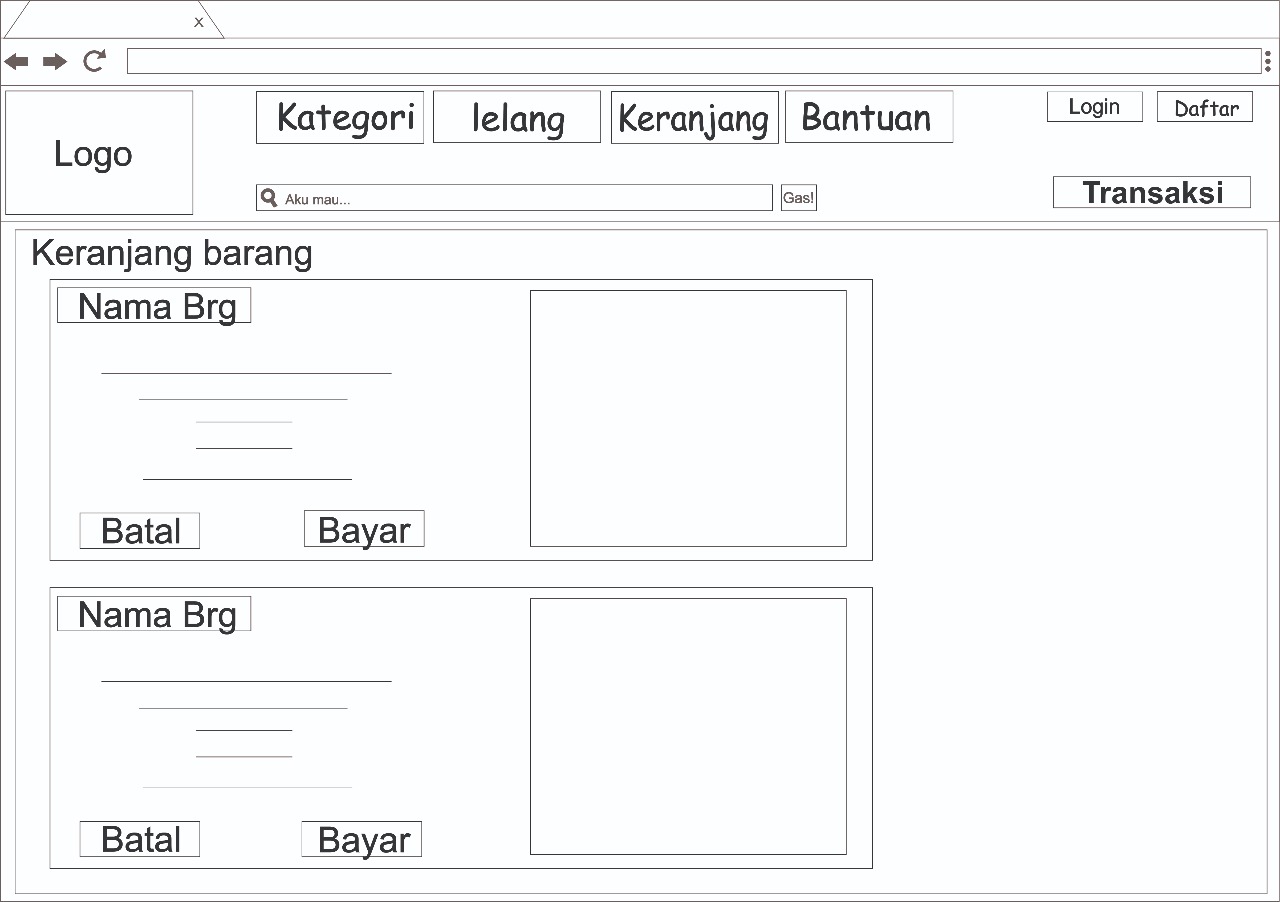 x
Logo
Kategori
lelang
Keranjang
Bantuan
Login
Daftar
Aku mau...
Gas!
Transaksi
Keranjang barang
Nama Brg
Batal
Bayar
Nama Brg
Batal
Bayar